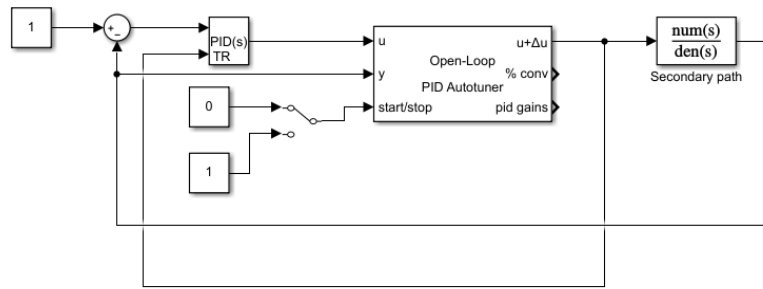 1
+
−
PID(s)
TR
u
u+Δu
Open-Loop
PID Autotuner
y
% conv
start/stop
pid gains
num(s)
den(s)
Secondary path
0
1